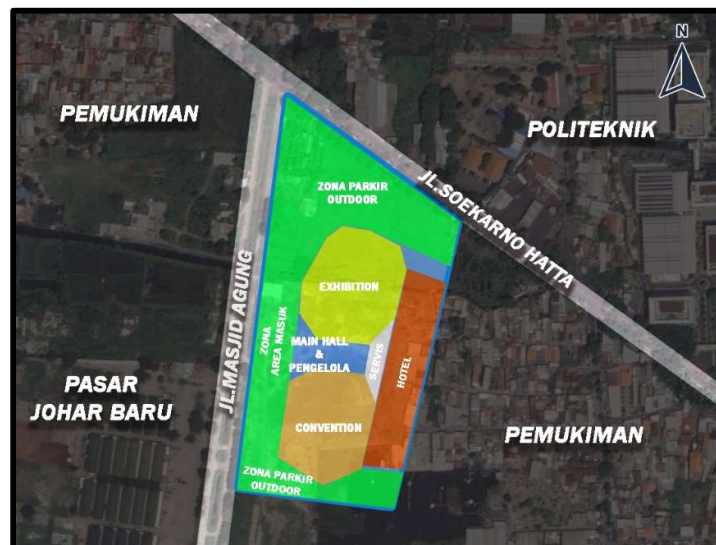 N
PEMUKIMAN
POLITEKNIK
ZONA PARKIR
OUTDOOR
JL.SOEKARNO HATTA
JL.MASJID AGUNG
EXHIBITION
ZONA
AREA MASUK
MAIN HALL
&
PENGELOLA
SERVIS
HOTEL
PASAR
JOHAR BARU
CONVENTION
PEMUKIMAN
ZONA PARKIR
OUTDOOR